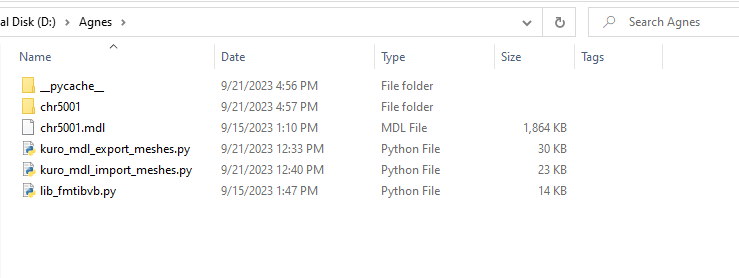 al Disk (D:) Agnes Search Agnes
Name Date Type Size Tags
__pycache__ 9/21/2023 4:56 PM File folder
chr5001 9/21/2023 4:57 PM File folder
chr5001.mdl 9/15/2023 1:10 PM MDL File 1,864 KB
kuro_mdl_export_meshes.py 9/21/2023 12:33 PM Python File 30 KB
kuro_mdl_import_meshes.py 9/21/2023 12:40 PM Python File 23 KB
lib_fmtibvb.py 9/15/2023 1:47 PM Python File 14 KB